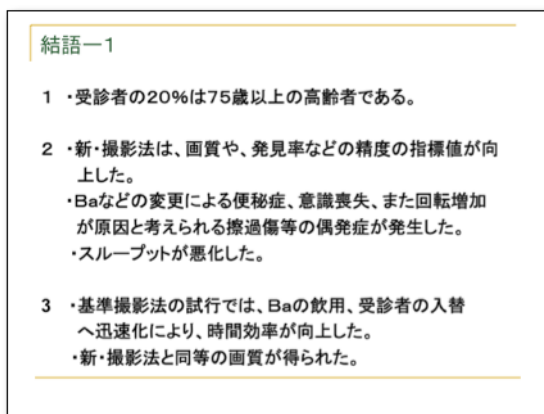 結語ー1
1 ・受診者の20%は75歳以上の高齢者である。
2 ・新・撮影法は、画質や、発見率などの精度の指標値が向
上した。
・Baなどの変更による便秘症、意識喪失、また回転増加
が原因と考えられる擦過傷等の偶発症が発生した。
・スループットが悪化した。
3 ・基準撮影法の試行では、Baの飲用、受診者の入替
へ迅速化により、時間効率が向上した。
・新・撮影法と同等の画質が得られた。